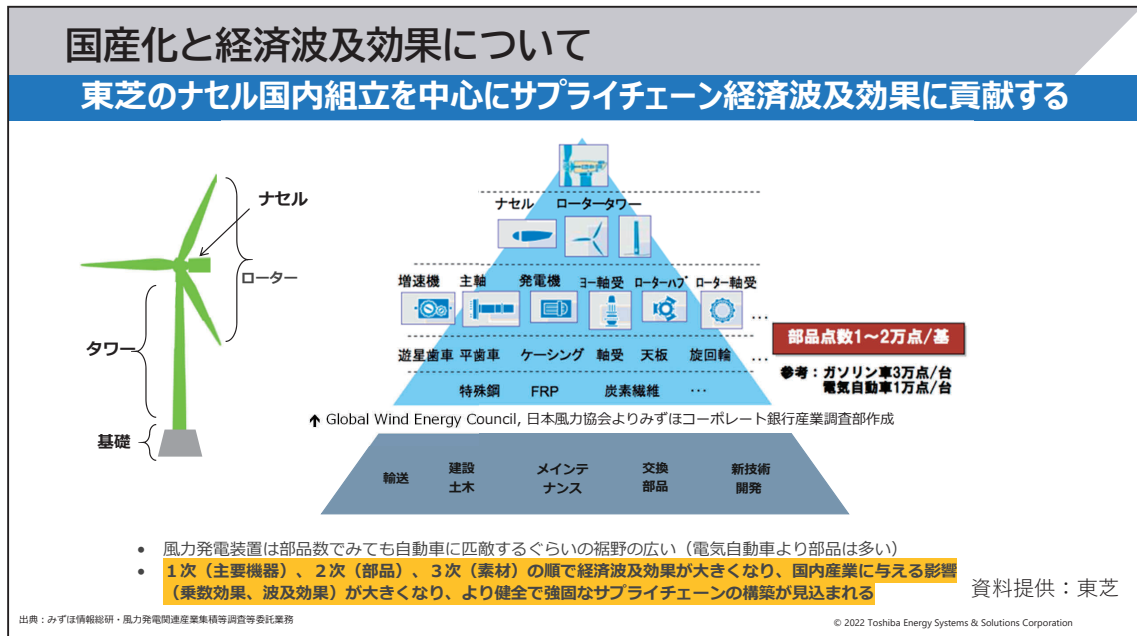 国産化と経済波及効果について
東芝のナセル国内組立を中心にサプライチェーン経済波及効果に貢献する
ナセル
ローター
タワー
基礎
ナセル ローター タワー
増速機 主軸 発電機 ヨー軸受 ローターハブ ローター軸受
…
遊星歯車 平歯車 ケーシング 軸受 天板 旋回輪 …
特殊鋼 FRP 炭素繊維 …
部品点数1～2万点/基
参考：ガソリン車3万点/台
電気自動車1万点/台
↑ Global Wind Energy Council, 日本風力協会よりみずほコーポレート銀行産業調査部作成
輸送
建設
土木
メインテ
ナンス
交換
部品
新技術
開発
• 風力発電装置は部品数でみても自動車に匹敵するぐらいの裾野の広い（電気自動車より部品は多い）
• １次（主要機器）、２次（部品）、３次（素材）の順で経済波及効果が大きくなり、国内産業に与える影響
（乗数効果、波及効果）が大きくなり、より健全で強固なサプライチェーンの構築が見込まれる
資料提供：東芝
出典：みずほ情報総研・風力発電関連産業集積等調査等委託業務
© 2022 Toshiba Energy Systems & Solutions Corporation